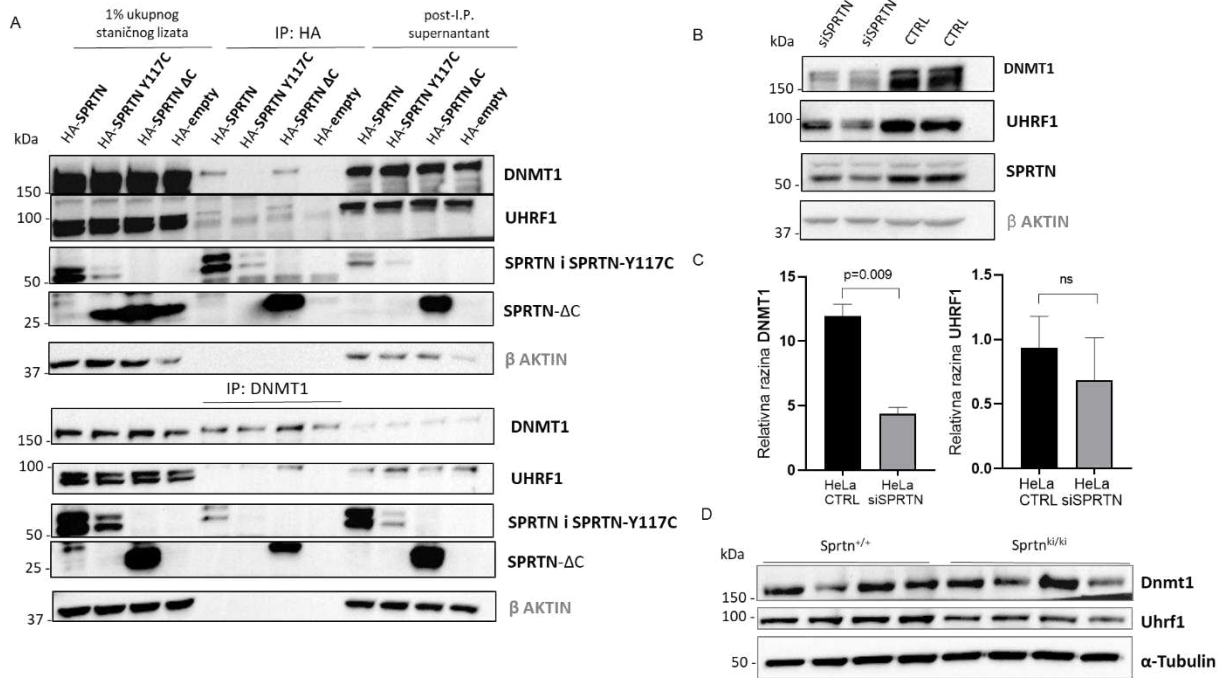 A
1% ukupnog
staničnog lizata
IP: HA
post-I.P.
supernantant
HA-SPRTN
HA-SPRTN Y117C
HA-SPRTN ΔC
HA-empty
HA-SPRTN
HA-SPRTN Y117C
HA-SPRTN ΔC
HA-empty
HA-SPRTN
HA-SPRTN Y117C
HA-SPRTN ΔC
HA-empty
kDa
150 -
DNMT1
100 -
UHRF1
50 -
SPRTN i SPRTN-Y117C
25 -
SPRTN-ΔC
37 -
β AKTIN
IP: DNMT1
150 -
DNMT1
100 -
UHRF1
50 -
SPRTN i SPRTN-Y117C
25 -
SPRTN-ΔC
37 -
β AKTIN
B
kDa
siSPRTN
siSPRTN
CTRL
CTRL
150 -
DNMT1
100 -
UHRF1
50 -
SPRTN
37 -
β AKTIN
C
Relativna razina DNMT1
15
10
5
0
p=0.009
HeLa
CTRL
HeLa
siSPRTN
Relativna razina UHRF1
1.5
1.0
0.5
0.0
ns
HeLa
CTRL
HeLa
siSPRTN
D
kDa
Sprtn+/+
Sprtnki/ki
150 -
Dnmt1
100 -
Uhrf1
50 -
α-Tubulin